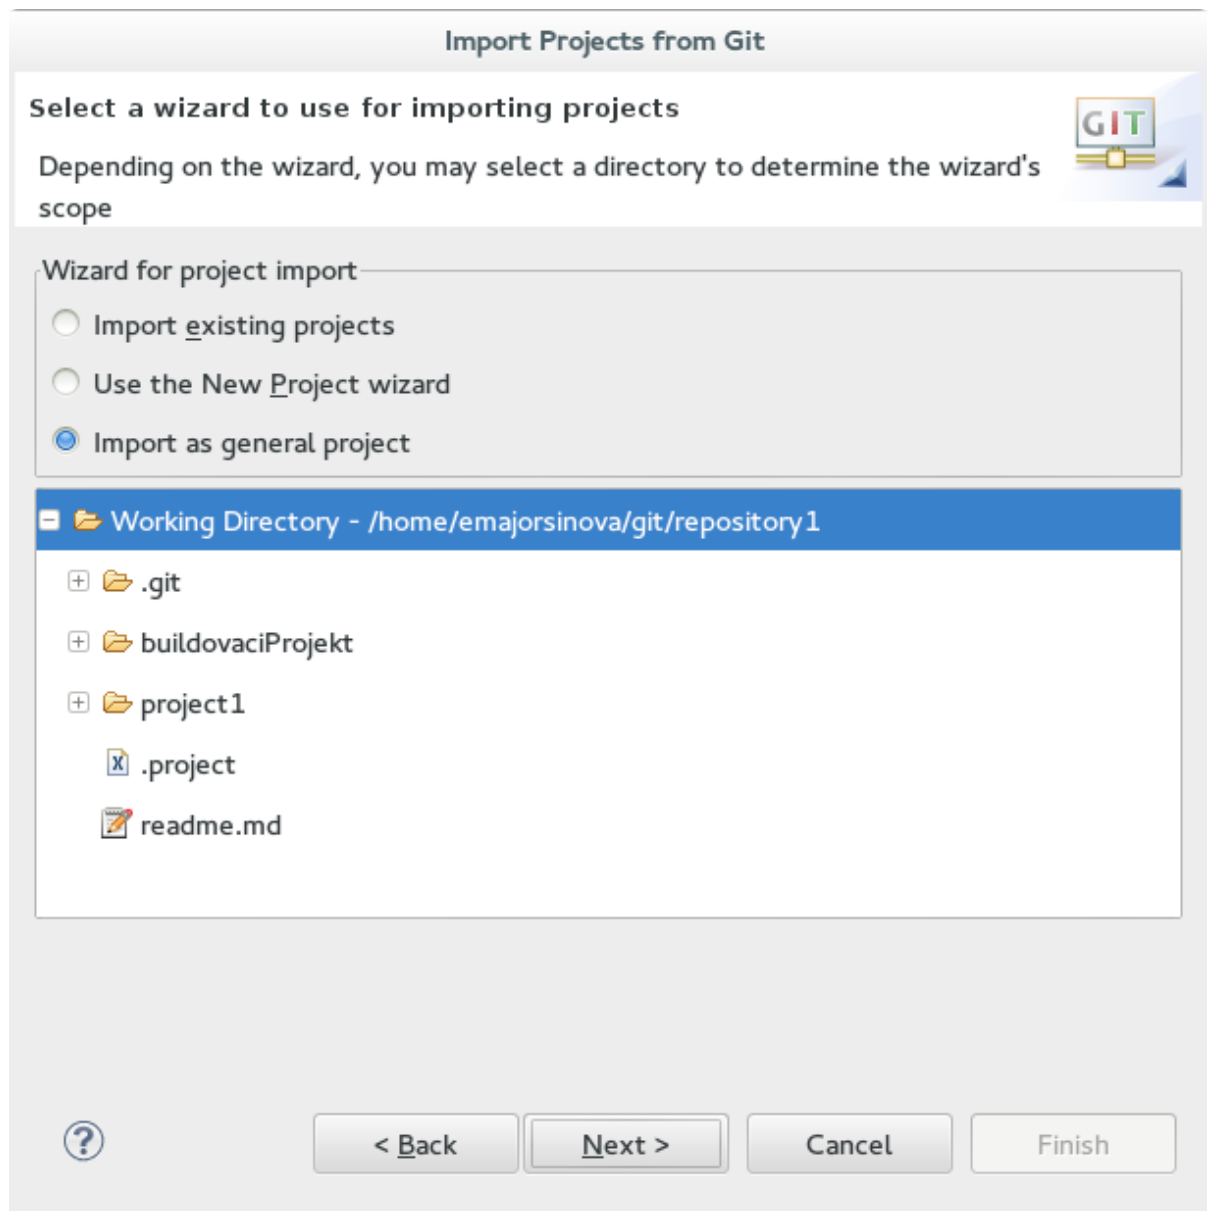 Import Projects from Git
Select a wizard to use for importing projects
GIT
Depending on the wizard, you may select a directory to determine the wizard's
scope
Wizard for project import
Import existing projects
Use the New Project wizard
Import as general project
Working Directory - /home/emajorsinova/git/repository1
.git
buildovaciProjekt
project1
X .project
readme.md
? < Back Next > Cancel Finish